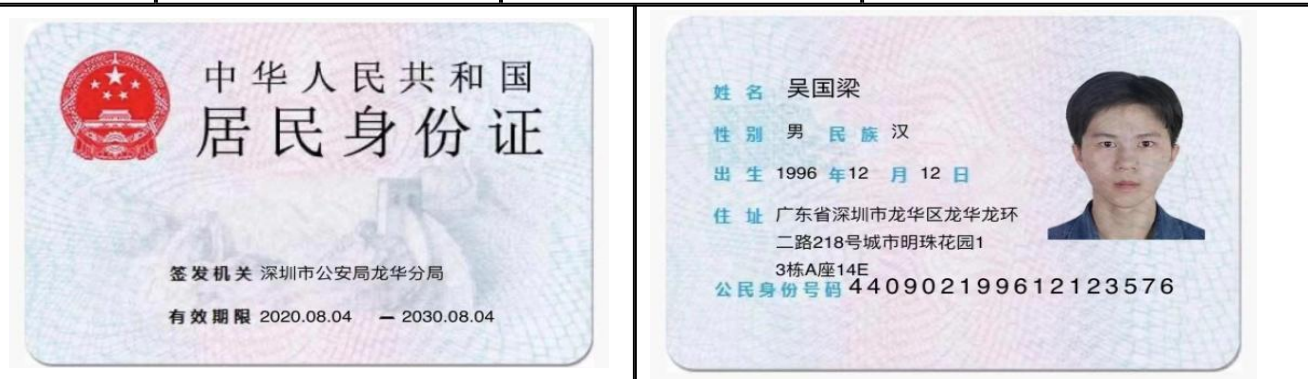 中华人民共和国
居民身份证
签发机关 深圳市公安局龙华分局
有效期限 2020.08.04 — 2030.08.04
姓名 吴国梁
性别 男 民族 汉
出生 1996 年 12 月 12 日
住址 广东省深圳市龙华区龙华龙环
二路218号城市明珠花园1
3栋A座14E
公民身份号码 440902199612123576